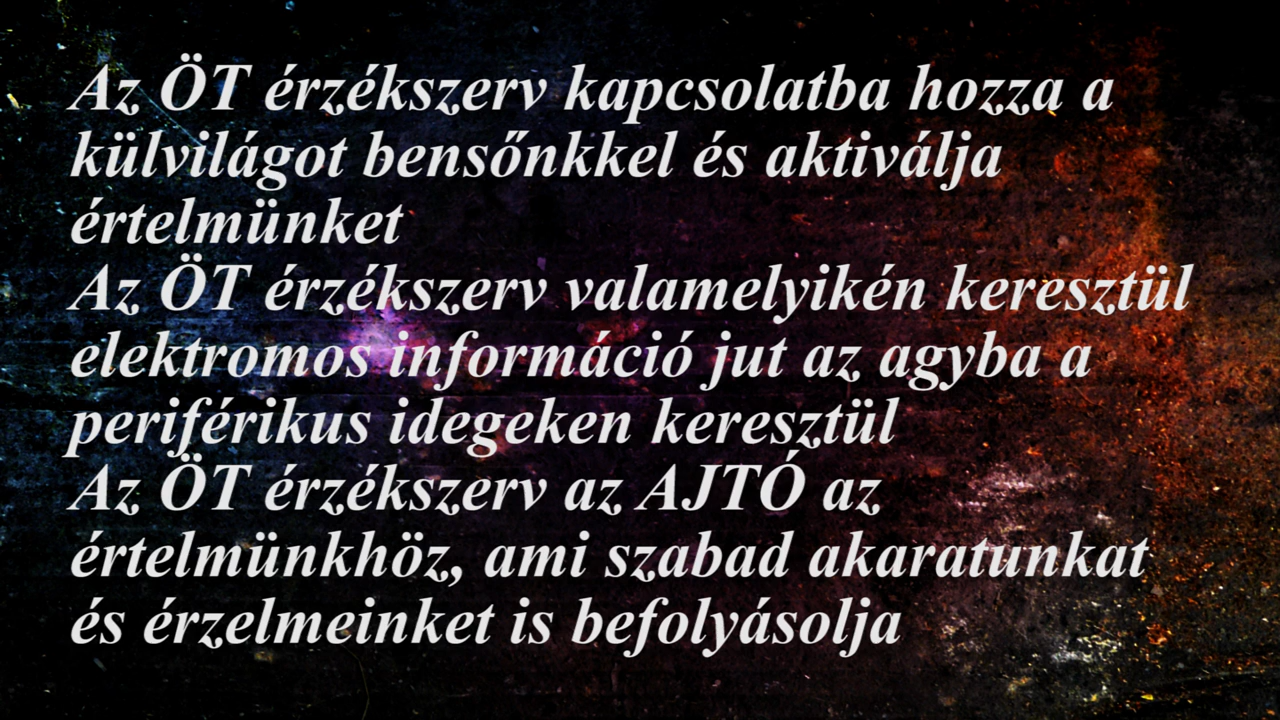 Az ÖT érzékszerv kapcsolatba hozza a
külvilágot bensőnkkel és aktiválja
értelmünket
Az ÖT érzékszerv valamelyikén keresztül
elektromos információ jut az agyba a
periférikus idegeken keresztül
Az ÖT érzékszerv az AJTÓ az
értelmünkhöz, ami szabad akaratunkat
és érzelmeinket is befolyásolja